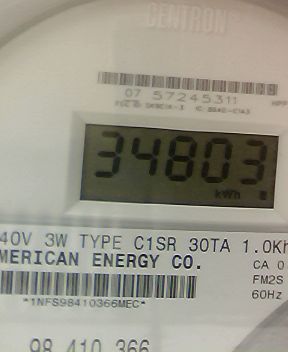 CENTRON
07 57245311
34803
kWh
40V 3W TYPE C1SR 30TA 1.0Kh
MERICAN ENERGY CO.
CA 0
FM2S
60Hz
*1NFS98410366MEC*
98 410 366